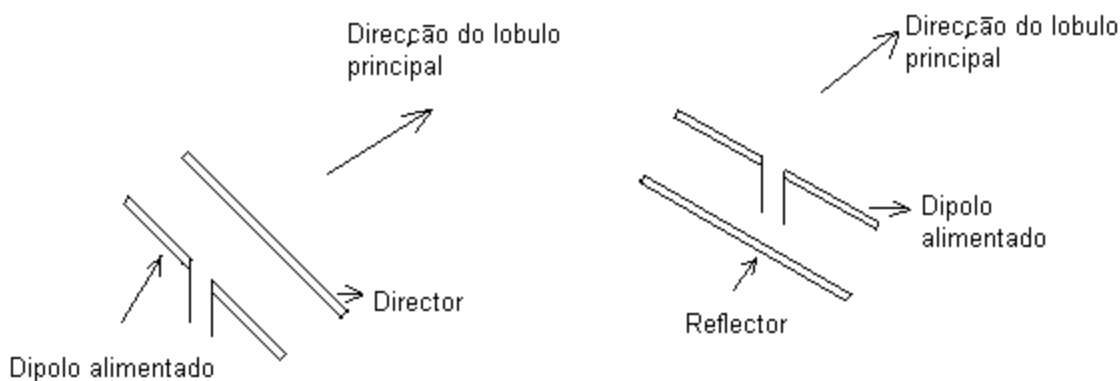 Direcção do lobulo
principal
Director
Dipolo alimentado
Direcção do lobulo
principal
Dipolo
alimentado
Reflector